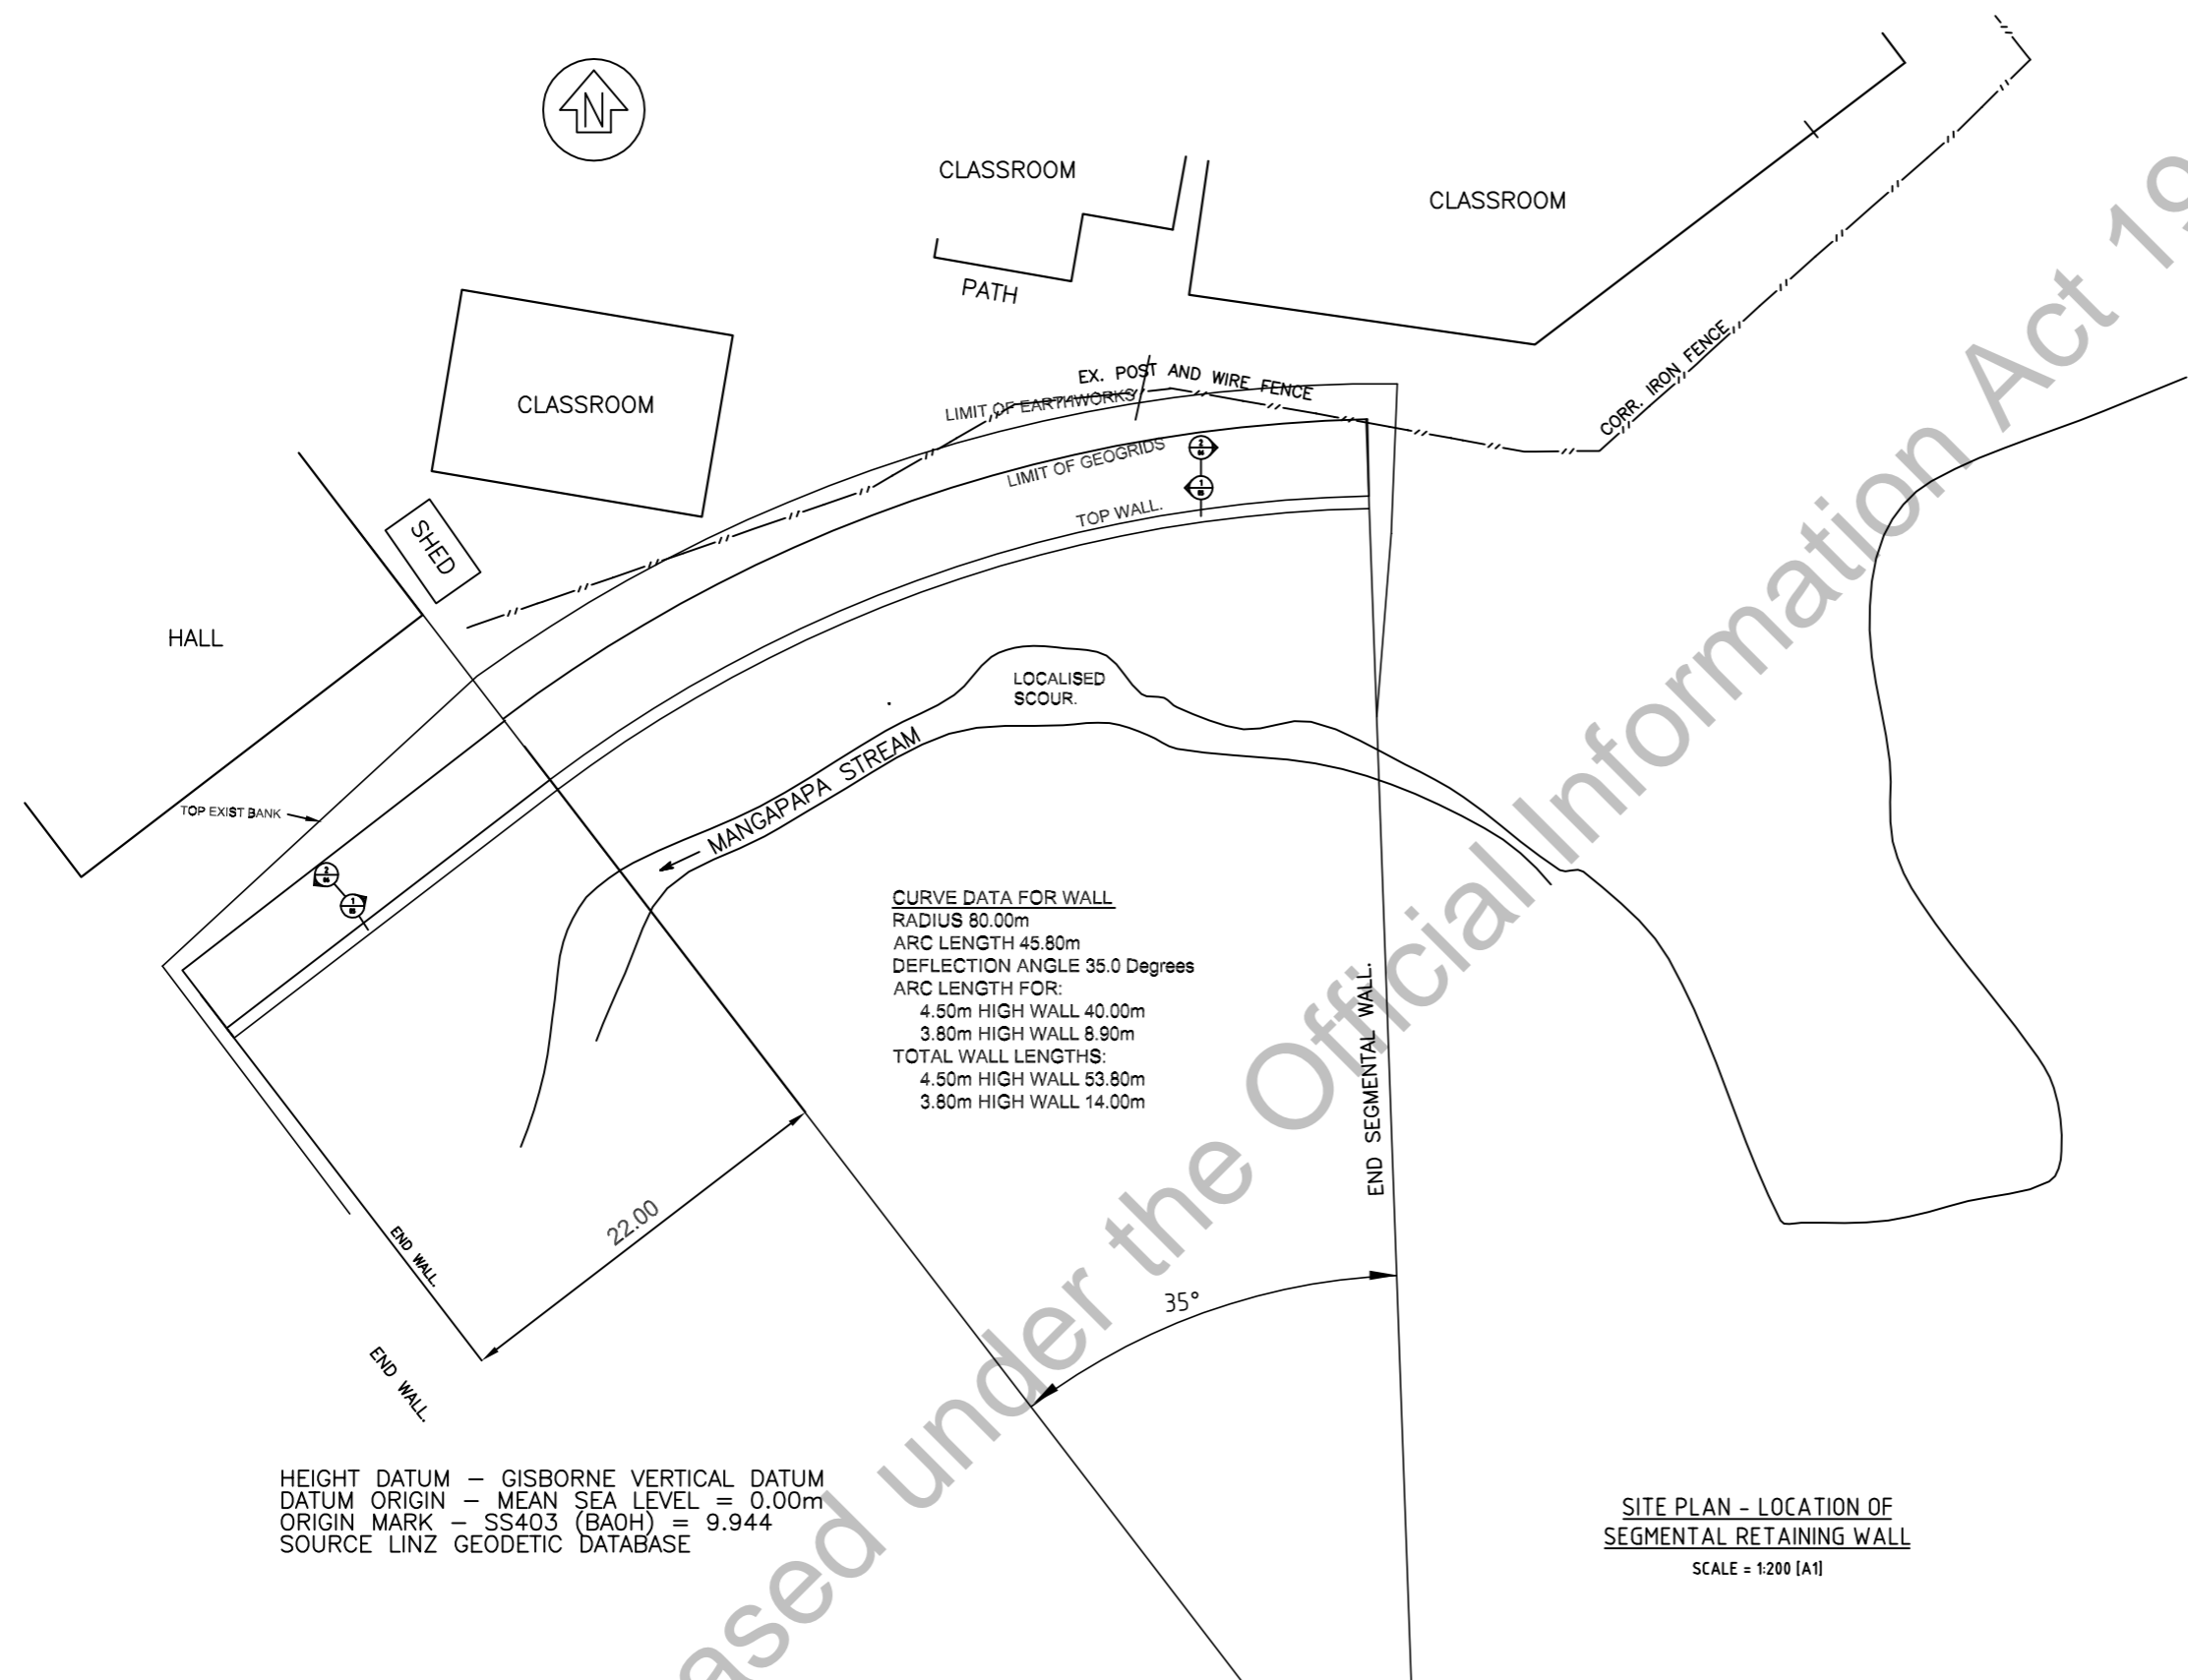 N
CLASSROOM
CLASSROOM
PATH
CLASSROOM
EX. POST AND WIRE FENCE
LIMIT OF EARTHWORKS
CORR. IRON FENCE
LIMIT OF GEOGRIDS
2
1
TOP WALL.
SHED
HALL
LOCALISED
SCOUR.
MANGAPAPA STREAM
TOP EXIST BANK
2
1
CURVE DATA FOR WALL
RADIUS 80.00m
ARC LENGTH 45.80m
DEFLECTION ANGLE 35.0 Degrees
ARC LENGTH FOR:
4.50m HIGH WALL 40.00m
3.80m HIGH WALL 8.90m
TOTAL WALL LENGTHS:
4.50m HIGH WALL 53.80m
3.80m HIGH WALL 14.00m
END SEGMENTAL WALL.
22.00
END WALL.
35°
END WALL.
HEIGHT DATUM – GISBORNE VERTICAL DATUM
DATUM ORIGIN – MEAN SEA LEVEL = 0.00m
ORIGIN MARK – SS403 (BA0H) = 9.944
SOURCE LINZ GEODETIC DATABASE
SITE PLAN - LOCATION OF
SEGMENTAL RETAINING WALL
SCALE = 1:200 [A1]
ased under the Official Information Act 19